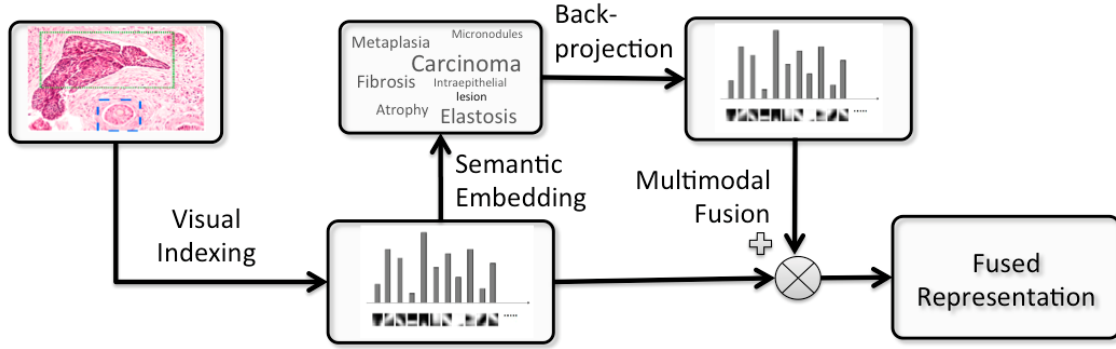 Back-
projection
Metaplasia
Micronodules
Carcinoma
Fibrosis
Intraepithelial
lesion
Atrophy
Elastosis
Semantic
Embedding
Multimodal
Fusion
Visual
Indexing
Fused
Representation